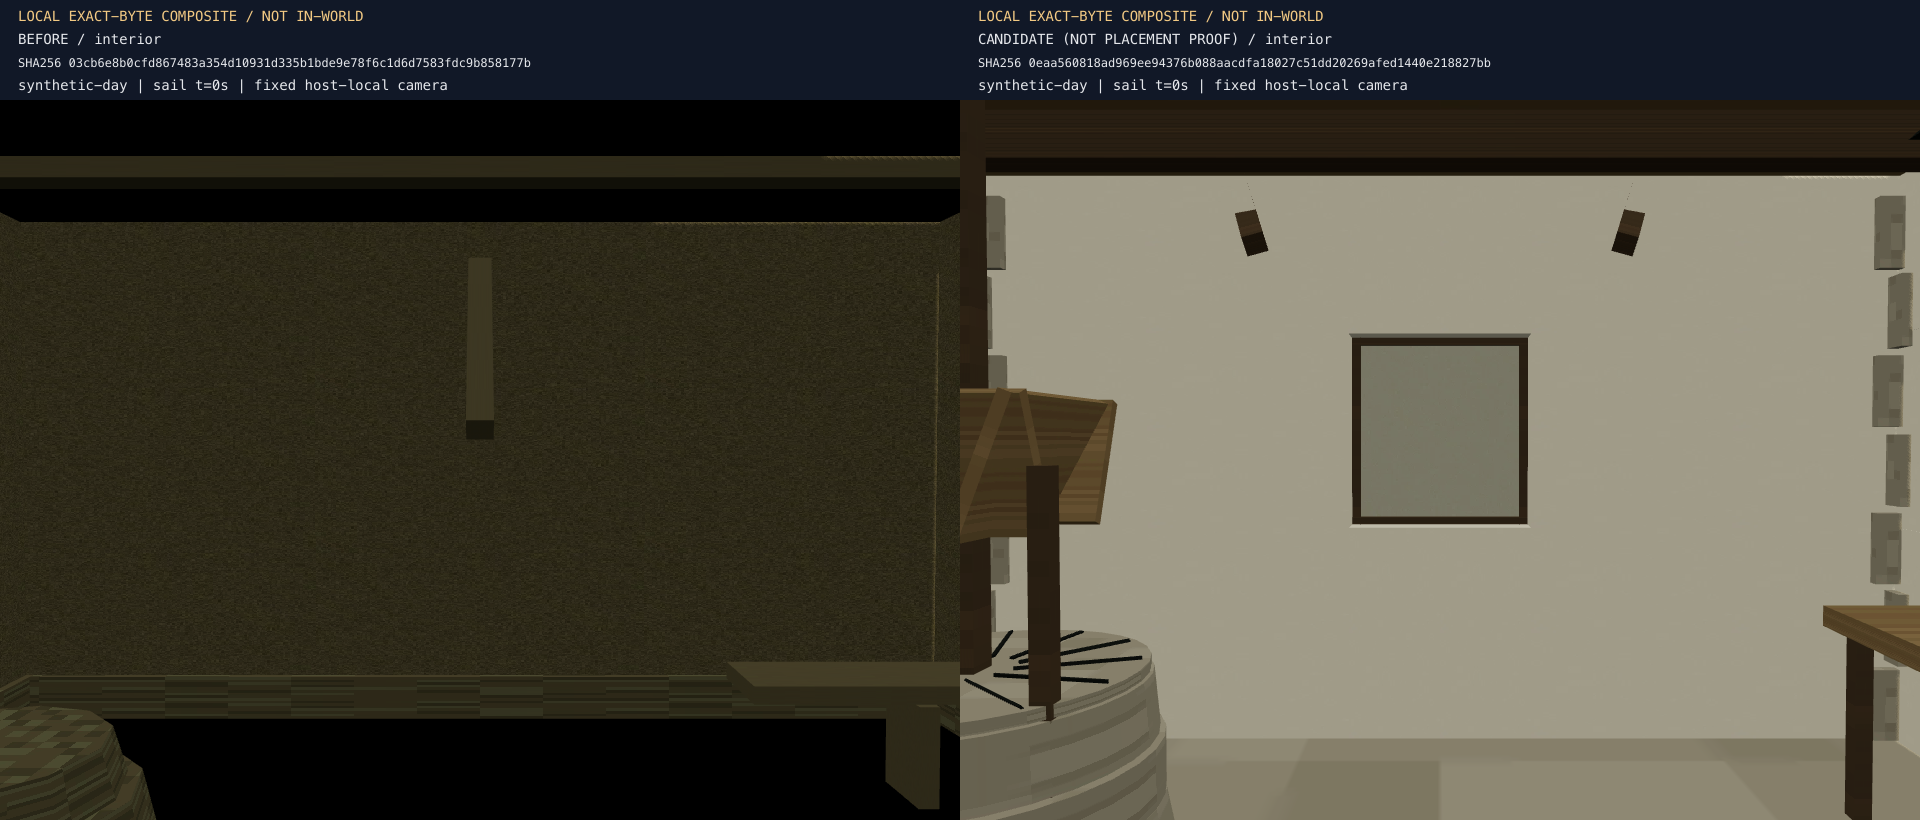 LOCAL EXACT-BYTE COMPOSITE / NOT IN-WORLD
BEFORE / interior
SHA256 03cb6e8b0cfd867483a354d10931d335b1bde9e78f6c1d6d7583fdc9b858177b
synthetic-day | sail t=0s | fixed host-local camera
LOCAL EXACT-BYTE COMPOSITE / NOT IN-WORLD
CANDIDATE (NOT PLACEMENT PROOF) / interior
SHA256 0eaa560818ad969ee94376b088aacdfa18027c51dd20269afed1440e218827bb
synthetic-day | sail t=0s | fixed host-local camera